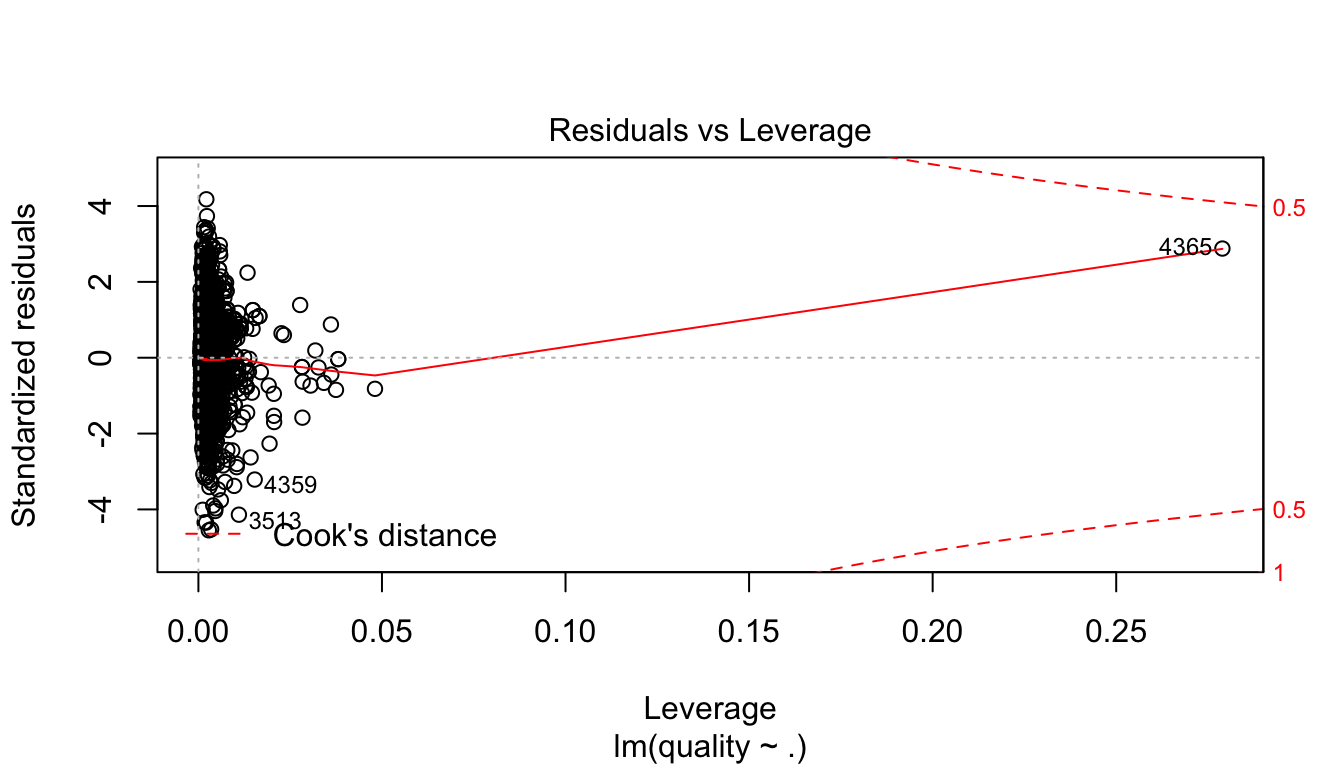 Residuals vs Leverage
Standardized residuals
4
2
0
-2
-4
0.5
0.5
1
4365
4359
3513
Cook's distance
0.00 0.05 0.10 0.15 0.20 0.25
Leverage
lm(quality ~ .)